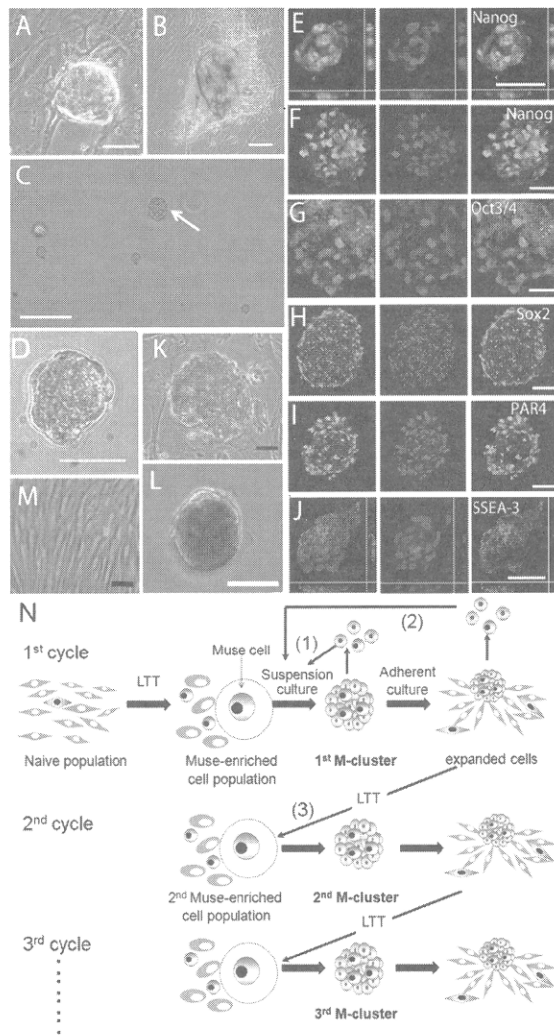 A
B
C
D
K
M
L
E
Nanog
F
Nanog
G
Oct3/4
H
Sox2
I
PAR4
J
SSEA-3
N
1st cycle
LTT
Muse cell
(1)
(2)
Suspension
culture
Adherent
culture
Naive population
Muse-enriched
cell population
1st M-cluster
expanded cells
2nd cycle
(3)
LTT
2nd Muse-enriched
cell population
2nd M-cluster
LTT
3rd cycle
3rd M-cluster